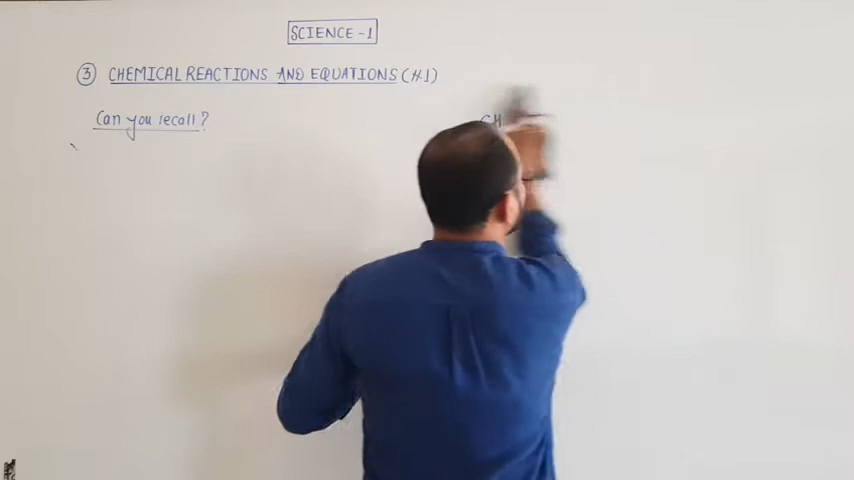 SCIENCE-1
③ CHEMICAL REACTIONS AND EQUATIONS (H.1)
Can you recall?